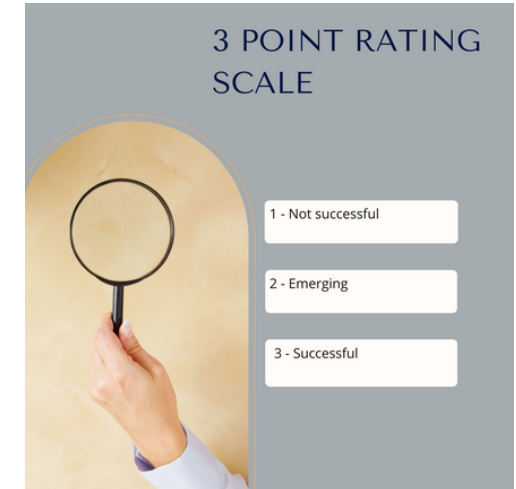 3 POINT RATING
SCALE
1 - Not successful
2 - Emerging
3 - Successful